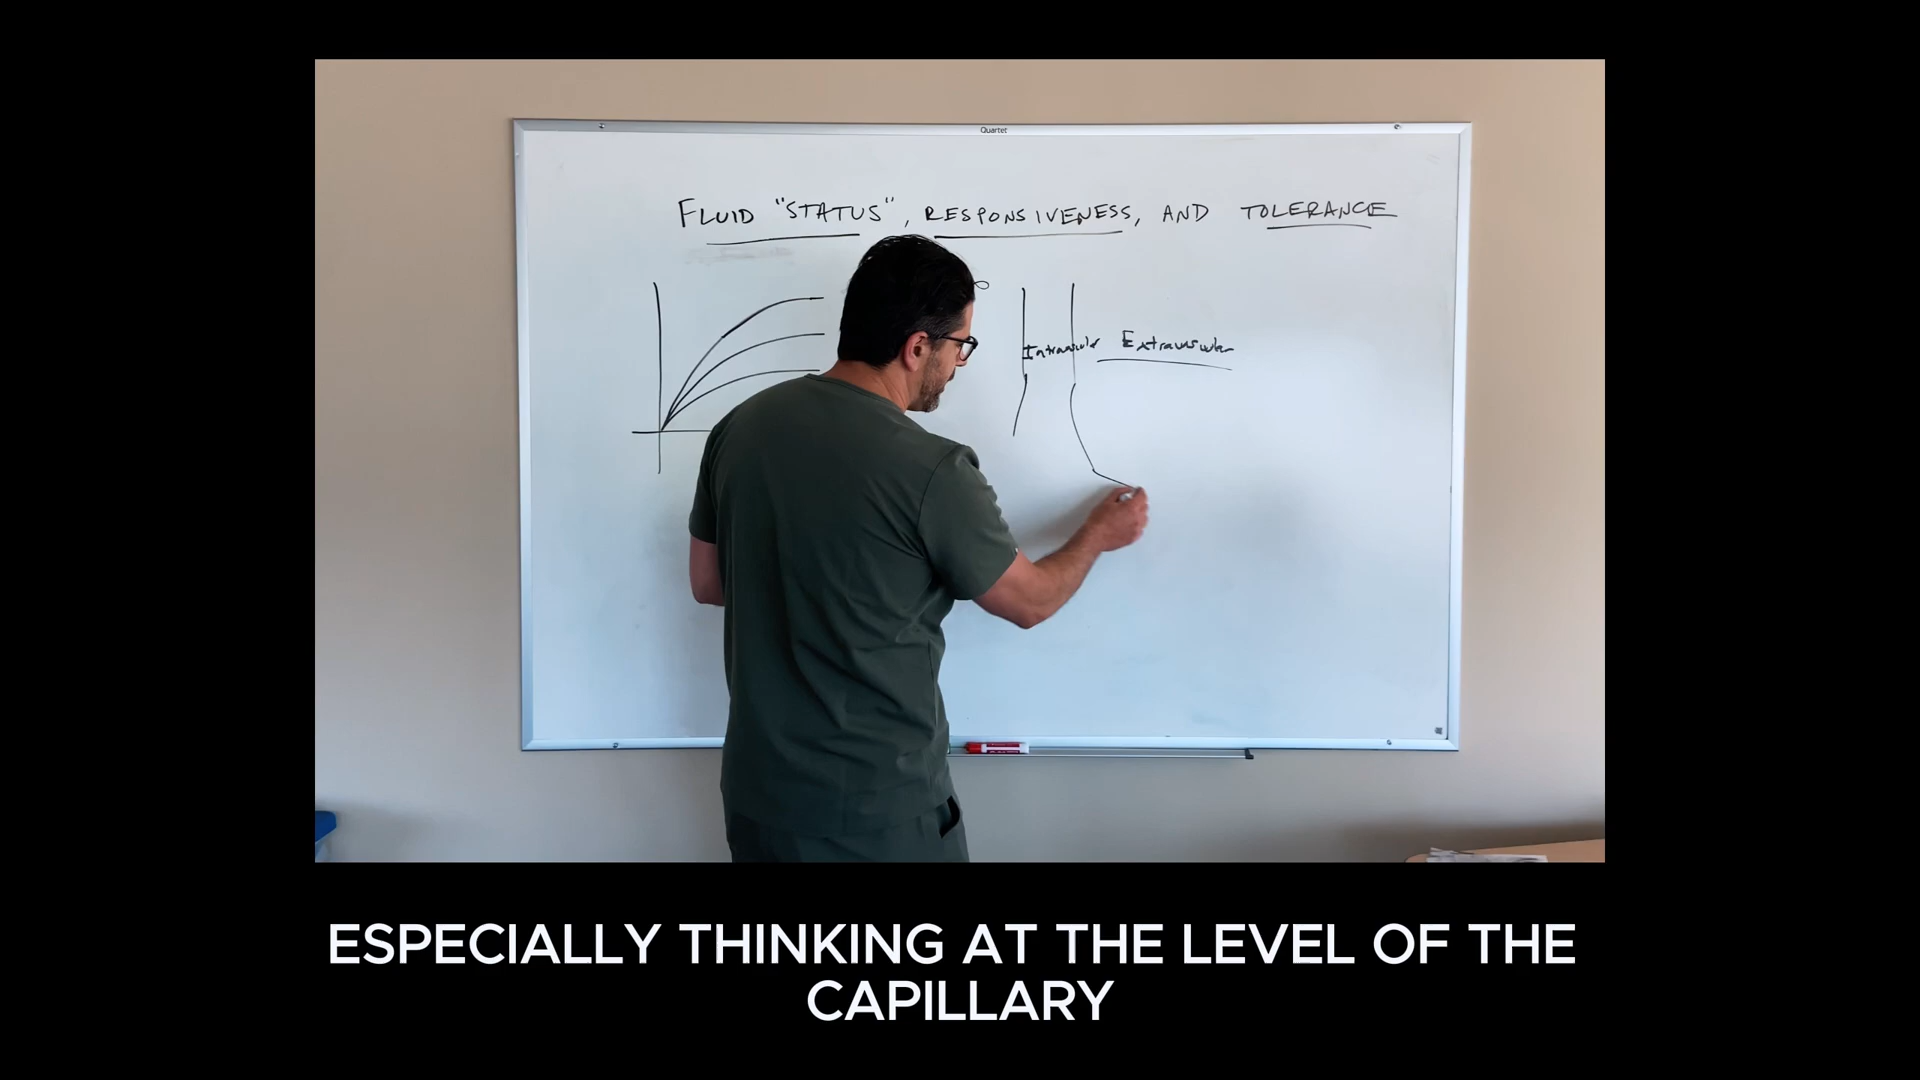 Quartet
FLUID "STATUS", RESPONSIVENESS, AND TOLERANCE
Intravascular Extravascular
ESPECIALLY THINKING AT THE LEVEL OF THE
CAPILLARY